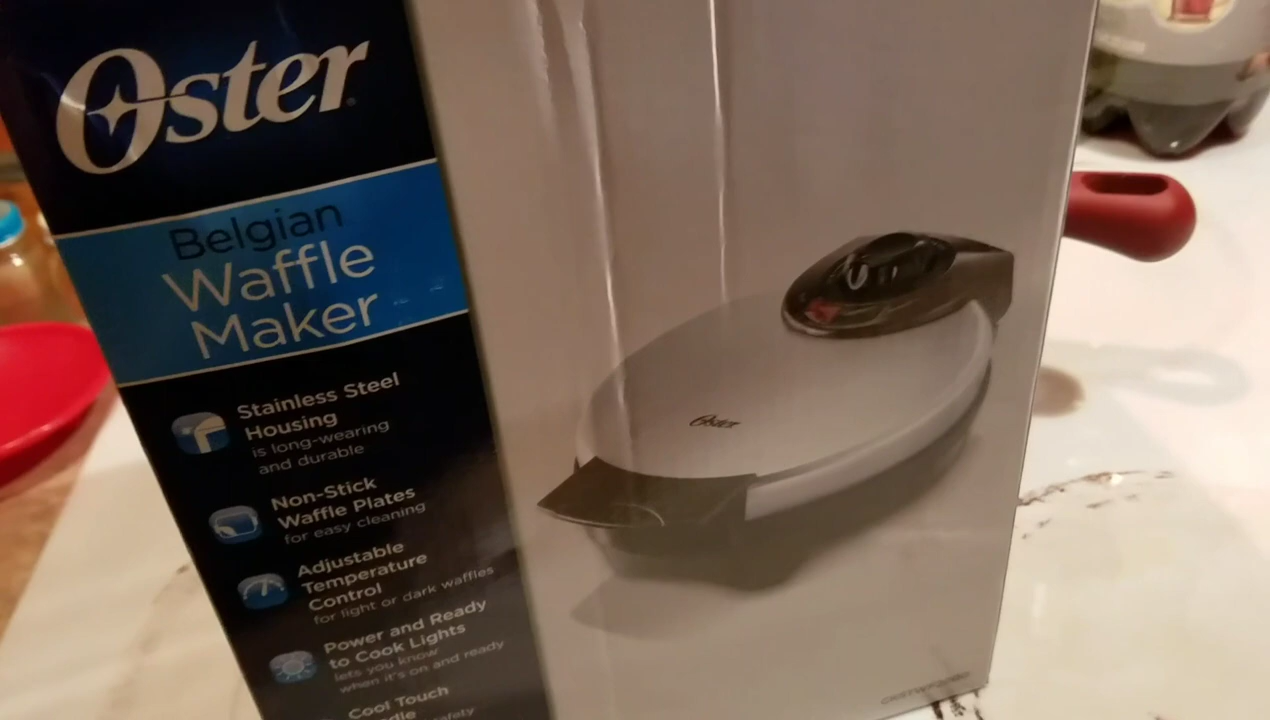 Oster
Belgian
Waffle
Maker
Stainless Steel
Housing
is long-wearing
and durable
Non-Stick
Waffle Plates
for easy cleaning
Adjustable
Temperature
Control
for light or dark waffles
Power and Ready
to Cook Lights
lets you know
when it's on and ready
Cool Touch
safety
Oster